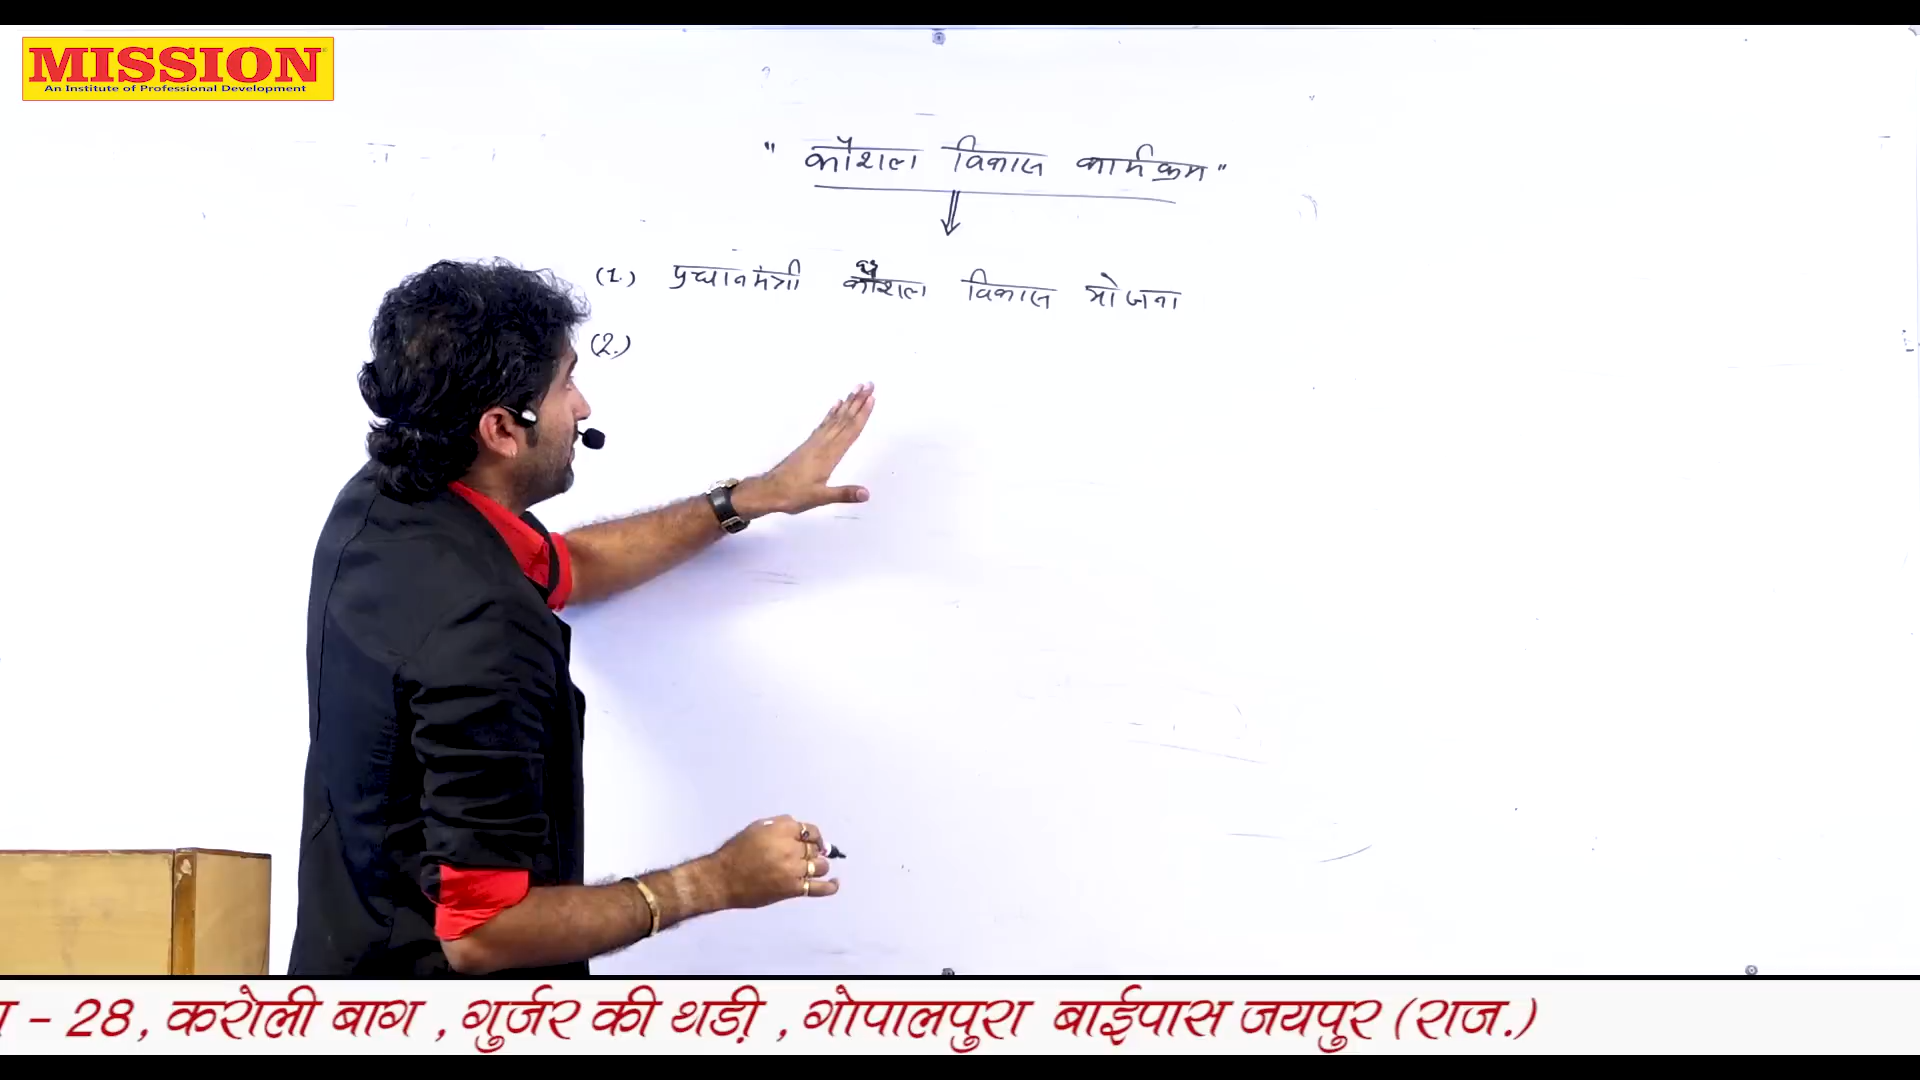 MISSION
An Institute of Professional Development
" कौशल विकास कार्यक्रम "
(1.) प्रधानमंत्री कौशल विकास योजना
(2.)
- 28, करोली बाग , गुर्जर की थडी़ , गोपालपुरा बाईपास जयपुर (राज.)